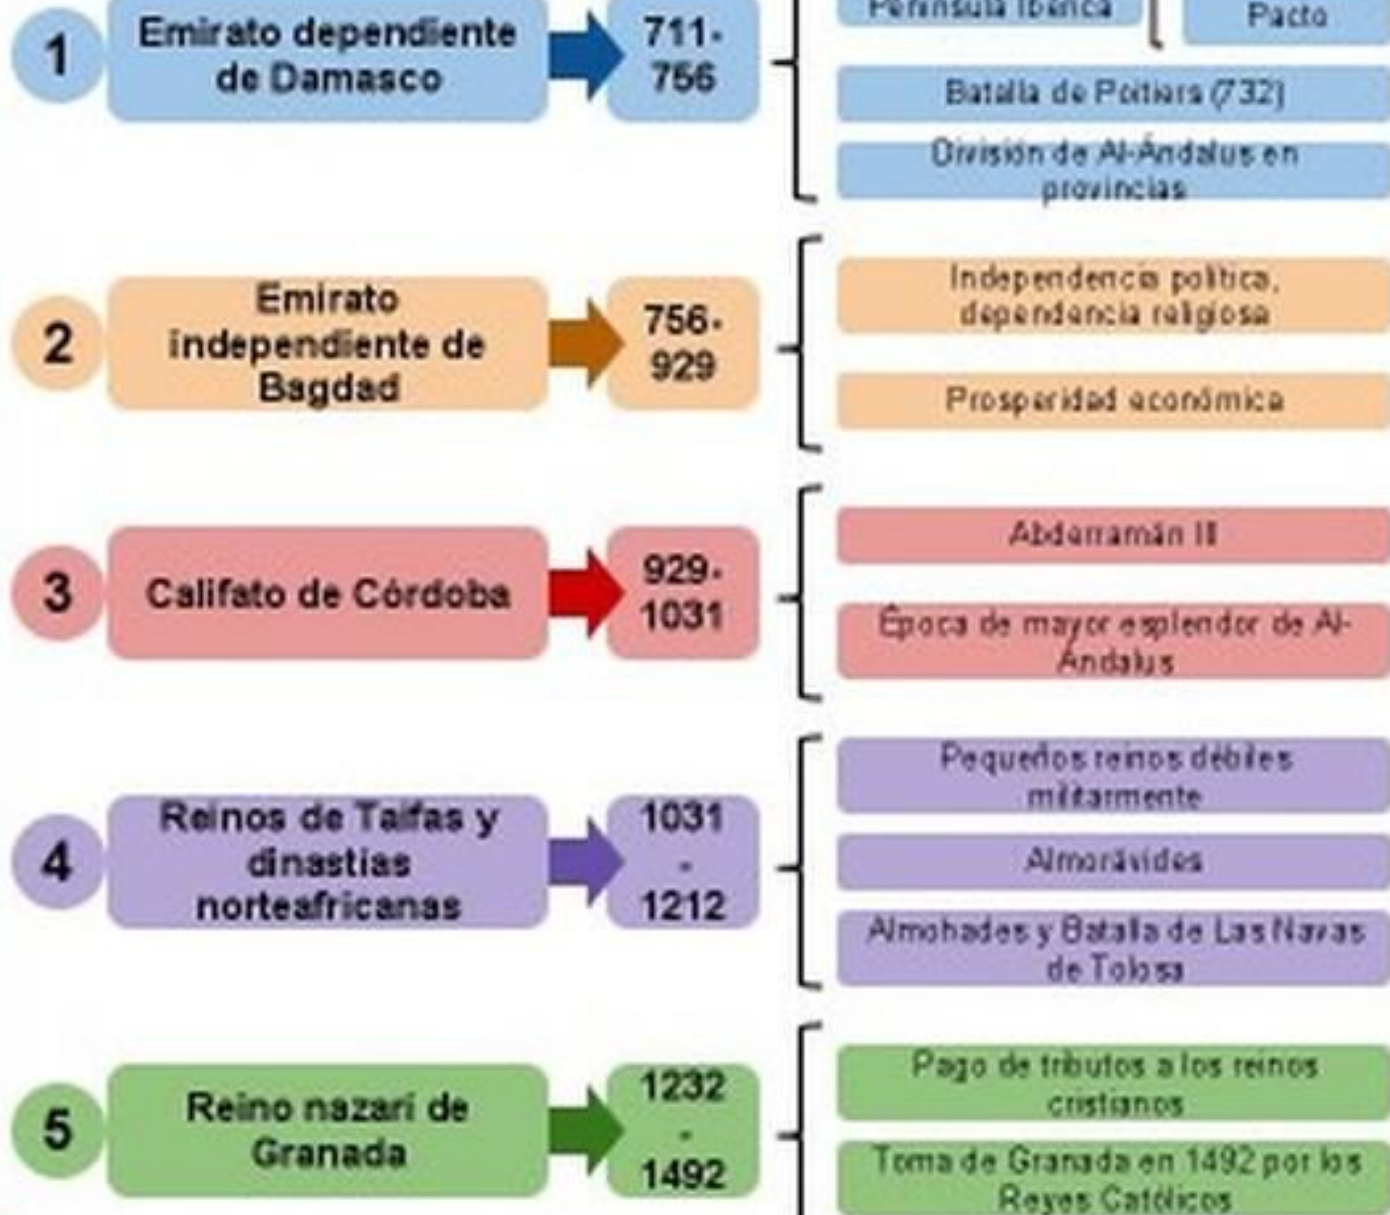 1
Emirato dependiente
de Damasco
711-
756
Península Ibérica
Pacto
Batalla de Poitiers (732)
División de Al-Ándalus en
provincias
2
Emirato
independiente de
Bagdad
756-
929
Independencia política,
dependencia religiosa
Prosperidad económica
3
Califato de Córdoba
929-
1031
Abderramán III
Época de mayor esplendor de Al-
Ándalus
4
Reinos de Taifas y
dinastías
norteafricanas
1031
-
1212
Pequeños reinos débiles
militarmente
Almorávides
Almohades y Batalla de Las Navas
de Tolosa
5
Reino nazarí de
Granada
1232
-
1492
Pago de tributos a los reinos
cristianos
Toma de Granada en 1492 por los
Reyes Católicos